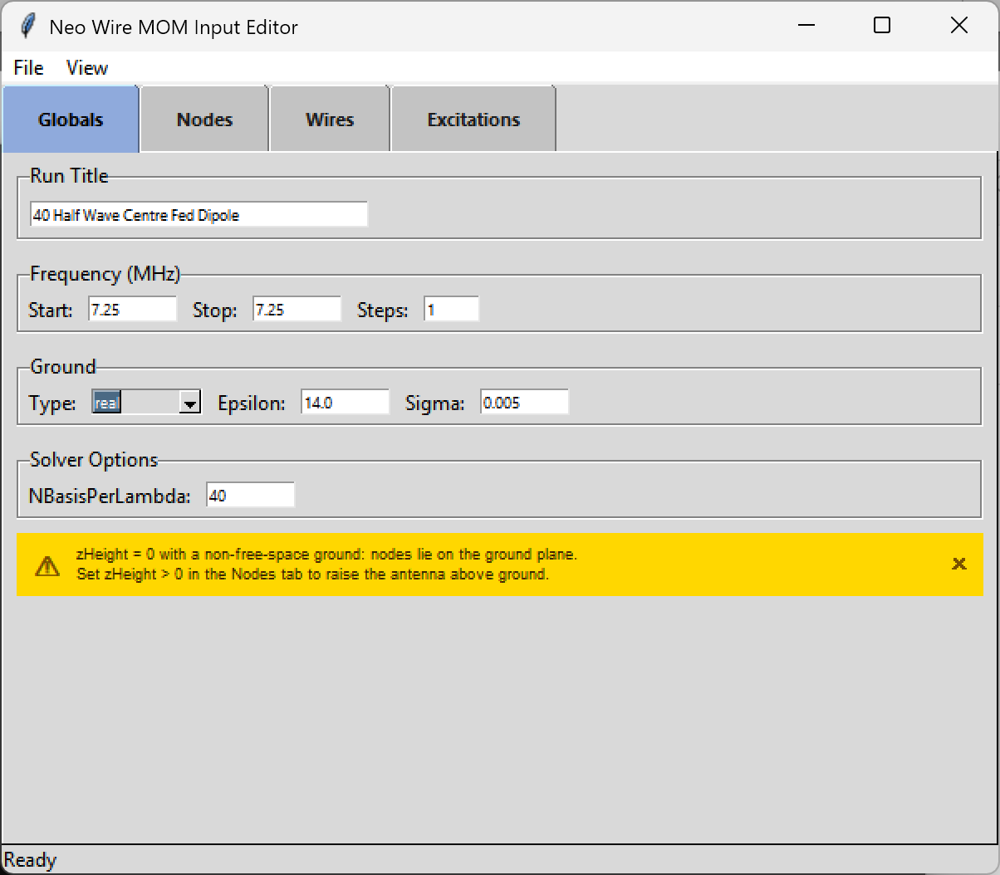 Neo Wire MOM Input Editor
File View
Globals Nodes Wires Excitations
Run Title
40 Half Wave Centre Fed Dipole
Frequency (MHz)
Start: 7.25 Stop: 7.25 Steps: 1
Ground
Type: real Epsilon: 14.0 Sigma: 0.005
Solver Options
NBasisPerLambda: 40
zHeight = 0 with a non-free-space ground: nodes lie on the ground plane.
Set zHeight > 0 in the Nodes tab to raise the antenna above ground.
Ready